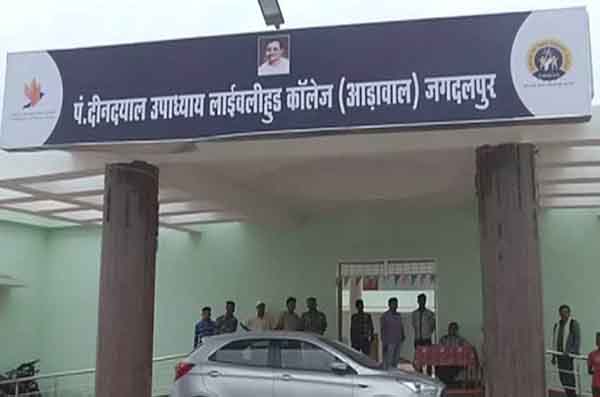 पं.दीनदयाल उपाध्याय लाईवलीहुड कॉलेज (आड़ावाल) जगदलपुर